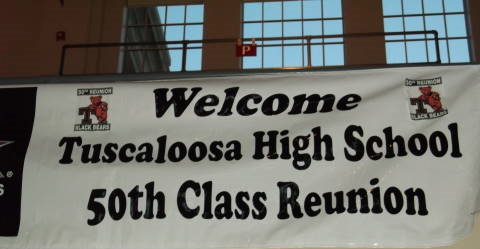 P
50TH REUNION
BLACK BEARS
50TH REUNION
BLACK BEARS
Welcome
Tuscaloosa High School
50th Class Reunion